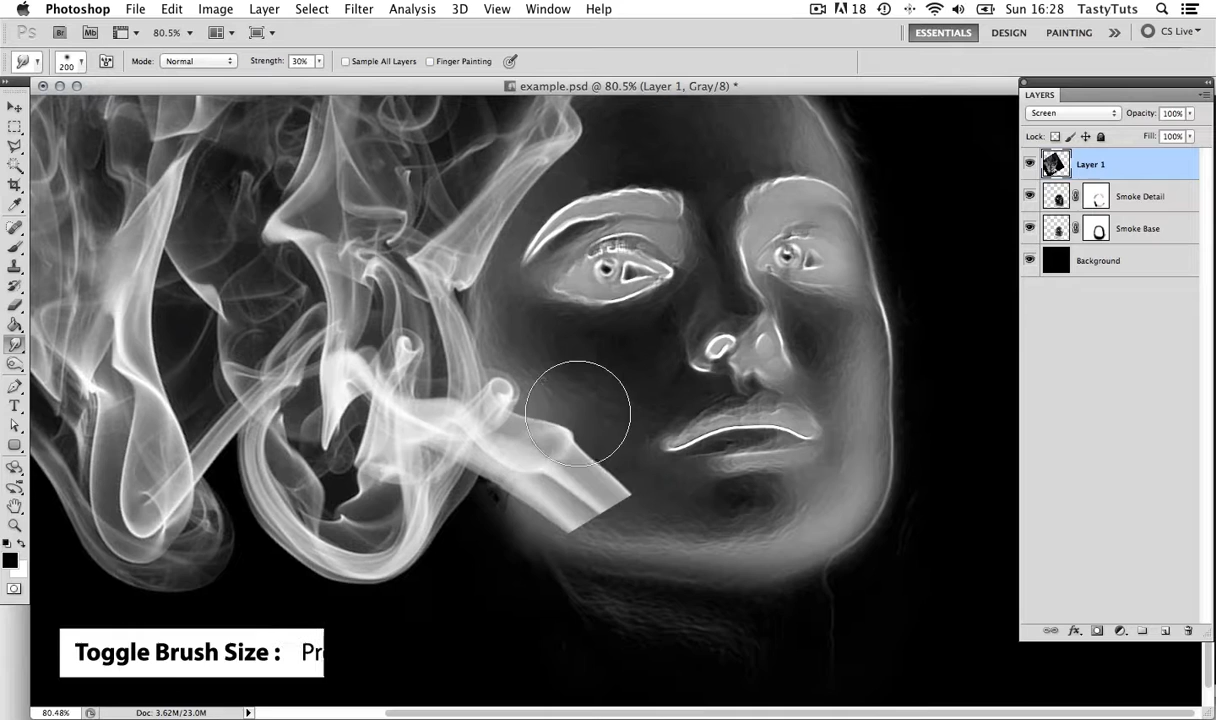 Photoshop File Edit Image Layer Select Filter Analysis 3D View Window Help 18 Sun 16:28 TastyTuts
Ps Br Mb 80.5% ESSENTIALS DESIGN PAINTING CS Live
200 Mode: Normal Strength: 30% Sample All Layers Finger Painting
example.psd @ 80.5% (Layer 1, Gray/8) *
LAYERS
Screen Opacity: 100%
Lock: Fill: 100%
Layer 1
Smoke Detail
Smoke Base
Background
Toggle Brush Size :
80.48% Doc: 3.62M/23.0M